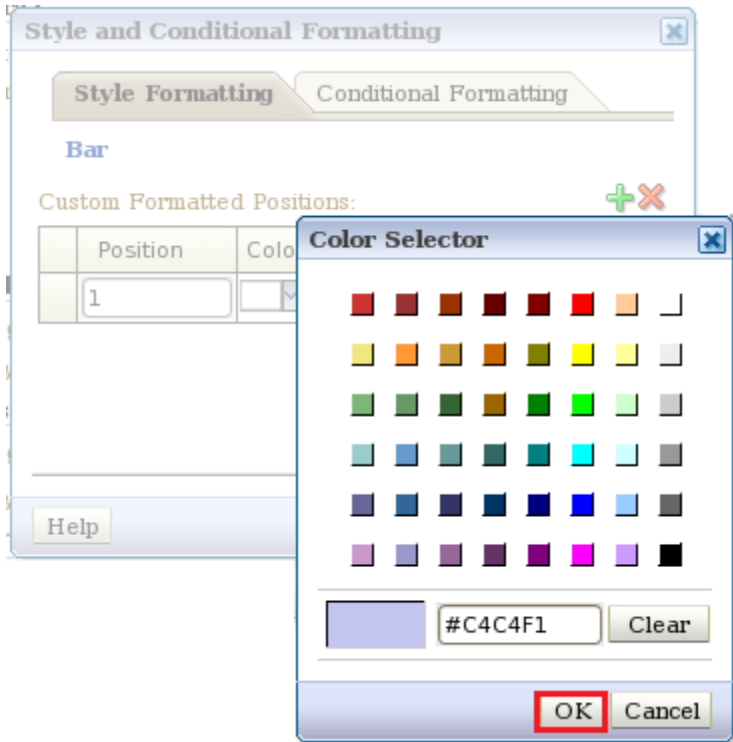 Style and Conditional Formatting
Style Formatting
Conditional Formatting
Bar
Custom Formatted Positions:
Position
Colo
1
Help
Color Selector
#C4C4F1
Clear
OK
Cancel